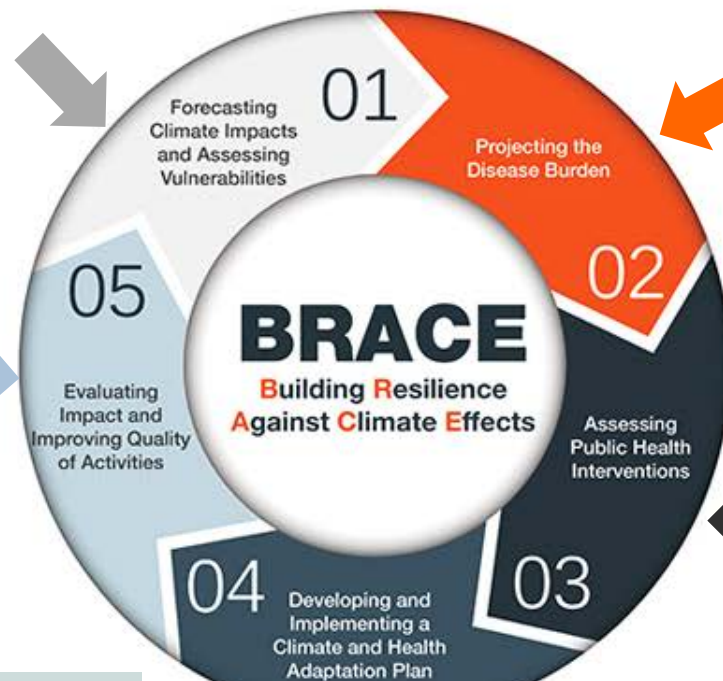 01
Forecasting
Climate Impacts
and Assessing
Vulnerabilities
Projecting the
Disease Burden
02
05
BRACE
Building Resilience
Against Climate Effects
Evaluating
Impact and
Improving Quality
of Activities
Assessing
Public Health
Interventions
03
04
Developing and
Implementing a
Climate and Health
Adaptation Plan